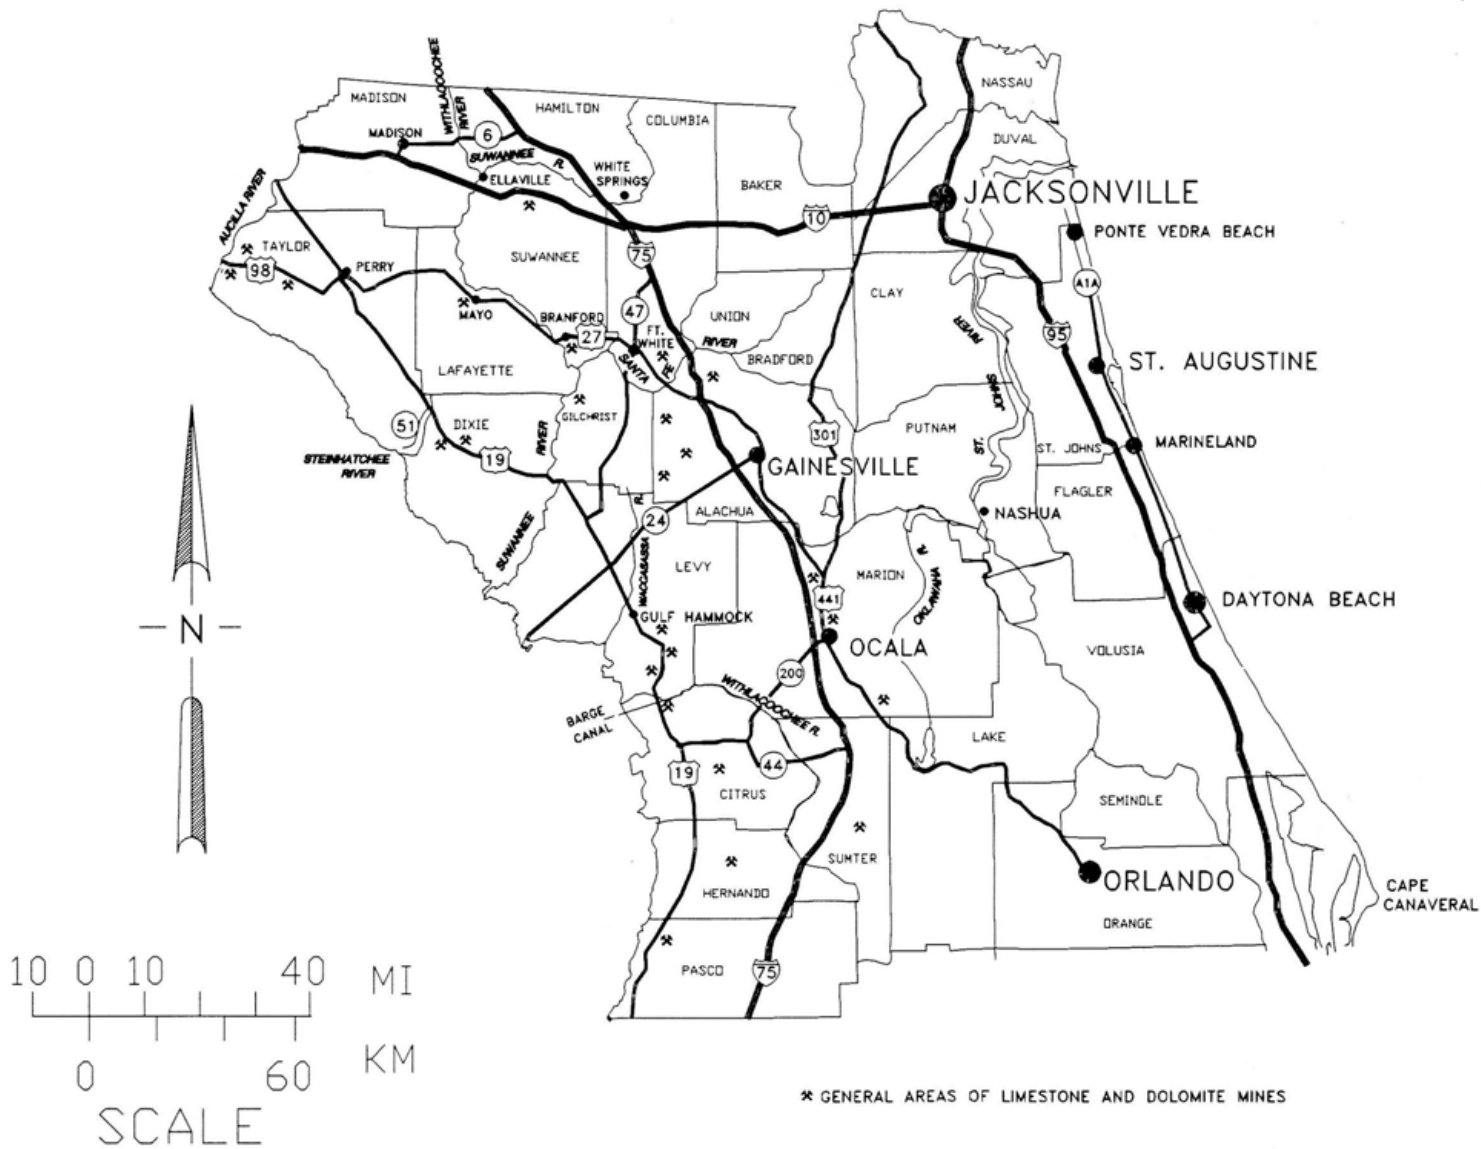 NASSAU
MADISON
WITHLACOOCHEE
RIVER
HAMILTON
COLUMBIA
MADISON
6
DUVAL
SUWANNEE
R.
WHITE
SPRINGS
ELLAVILLE
BAKER
JACKSONVILLE
AUCILLA RIVER
10
PONTE VEDRA BEACH
TAYLOR
98
PERRY
SUWANNEE
75
A1A
CLAY
MAYO
BRANFORD
27
47
FT.
WHITE
UNION
RIVER
95
SANTA
FE
BRADFORD
RIVER
ST. AUGUSTINE
LAFAYETTE
JOHNS
ST.
51
DIXIE
GILCHRIST
RIVER
301
PUTNAM
STEINHATCHEE
RIVER
19
GAINESVILLE
ST. JOHNS
MARINELAND
FLAGLER
R.
24
ALACHUA
NASHUA
SUWANNEE
WACCASASSA
LEVY
MARION
R.
OKLAWAHA
441
N
GULF HAMMOCK
DAYTONA BEACH
OCALA
VOLUSIA
200
WITHLACOOCHEE R.
BARGE
CANAL
LAKE
19
44
CITRUS
SEMINOLE
SUMTER
ORLANDO
HERNANDO
CAPE
CANAVERAL
ORANGE
PASCO
75
10 0 10 40 MI
0 60 KM
SCALE
GENERAL AREAS OF LIMESTONE AND DOLOMITE MINES